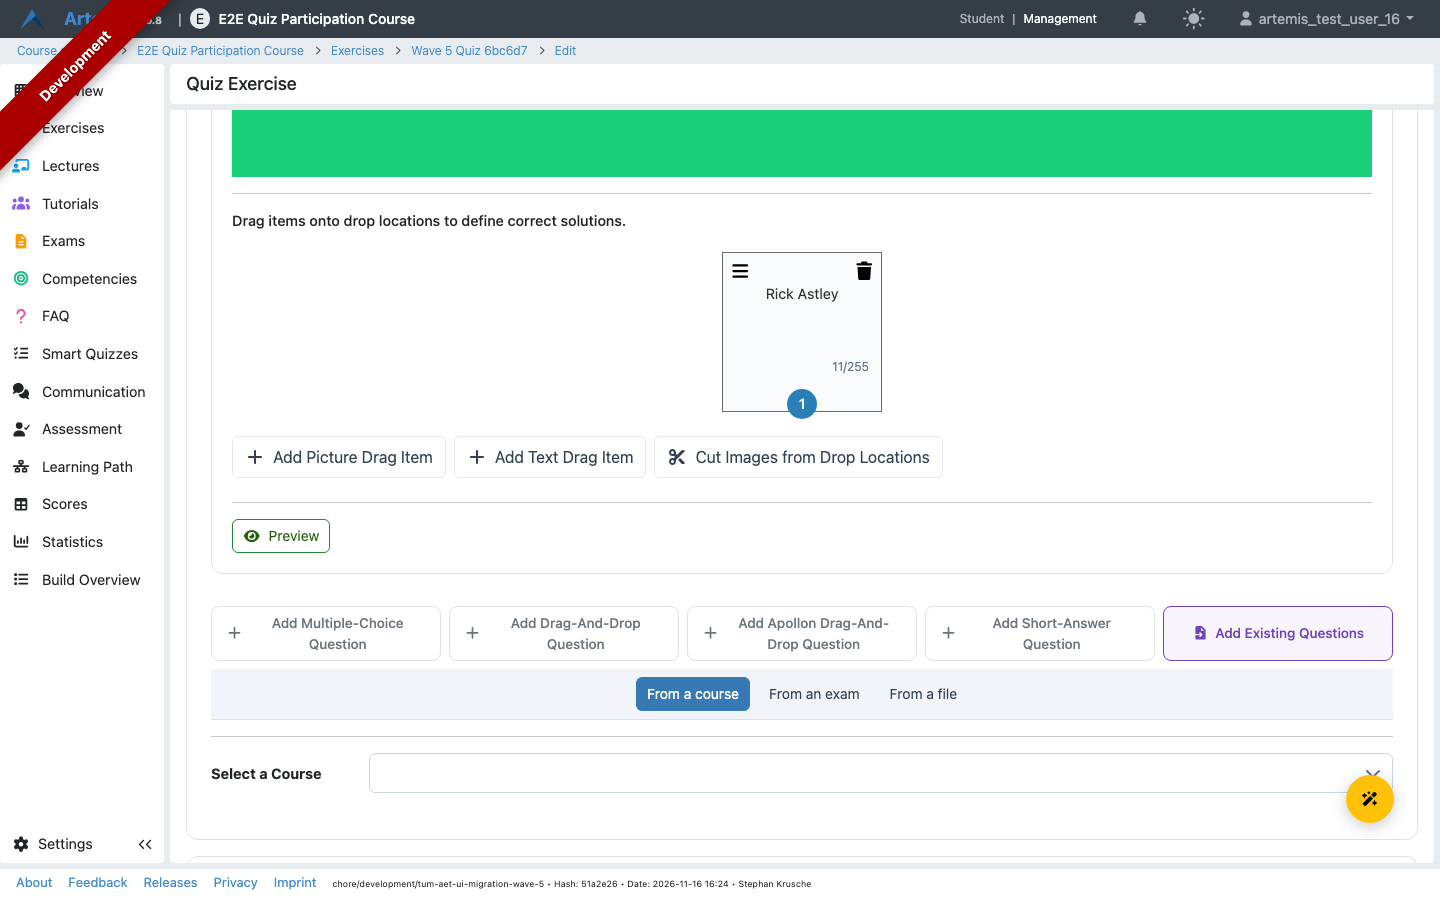 E E2E Quiz Participation Course
Student | Management
artemis_test_user_16
Development
E2E Quiz Participation Course
Exercises
Wave 5 Quiz 6bc6d7
Edit
Exercises
Lectures
Tutorials
Exams
Competencies
FAQ
Smart Quizzes
Communication
Assessment
Learning Path
Scores
Statistics
Build Overview
Settings
Quiz Exercise
Drag items onto drop locations to define correct solutions.
Rick Astley
11/255
1
Add Picture Drag Item
Add Text Drag Item
Cut Images from Drop Locations
Preview
Add Multiple-Choice
Question
Add Drag-And-Drop
Question
Add Apollon Drag-And-
Drop Question
Add Short-Answer
Question
Add Existing Questions
From a course
From an exam
From a file
Select a Course
About
Feedback
Releases
Privacy
Imprint
chore/development/tum-aet-ui-migration-wave-5 • Hash: 51a2e26 • Date: 2026-11-16 16:24 • Stephan Krusche